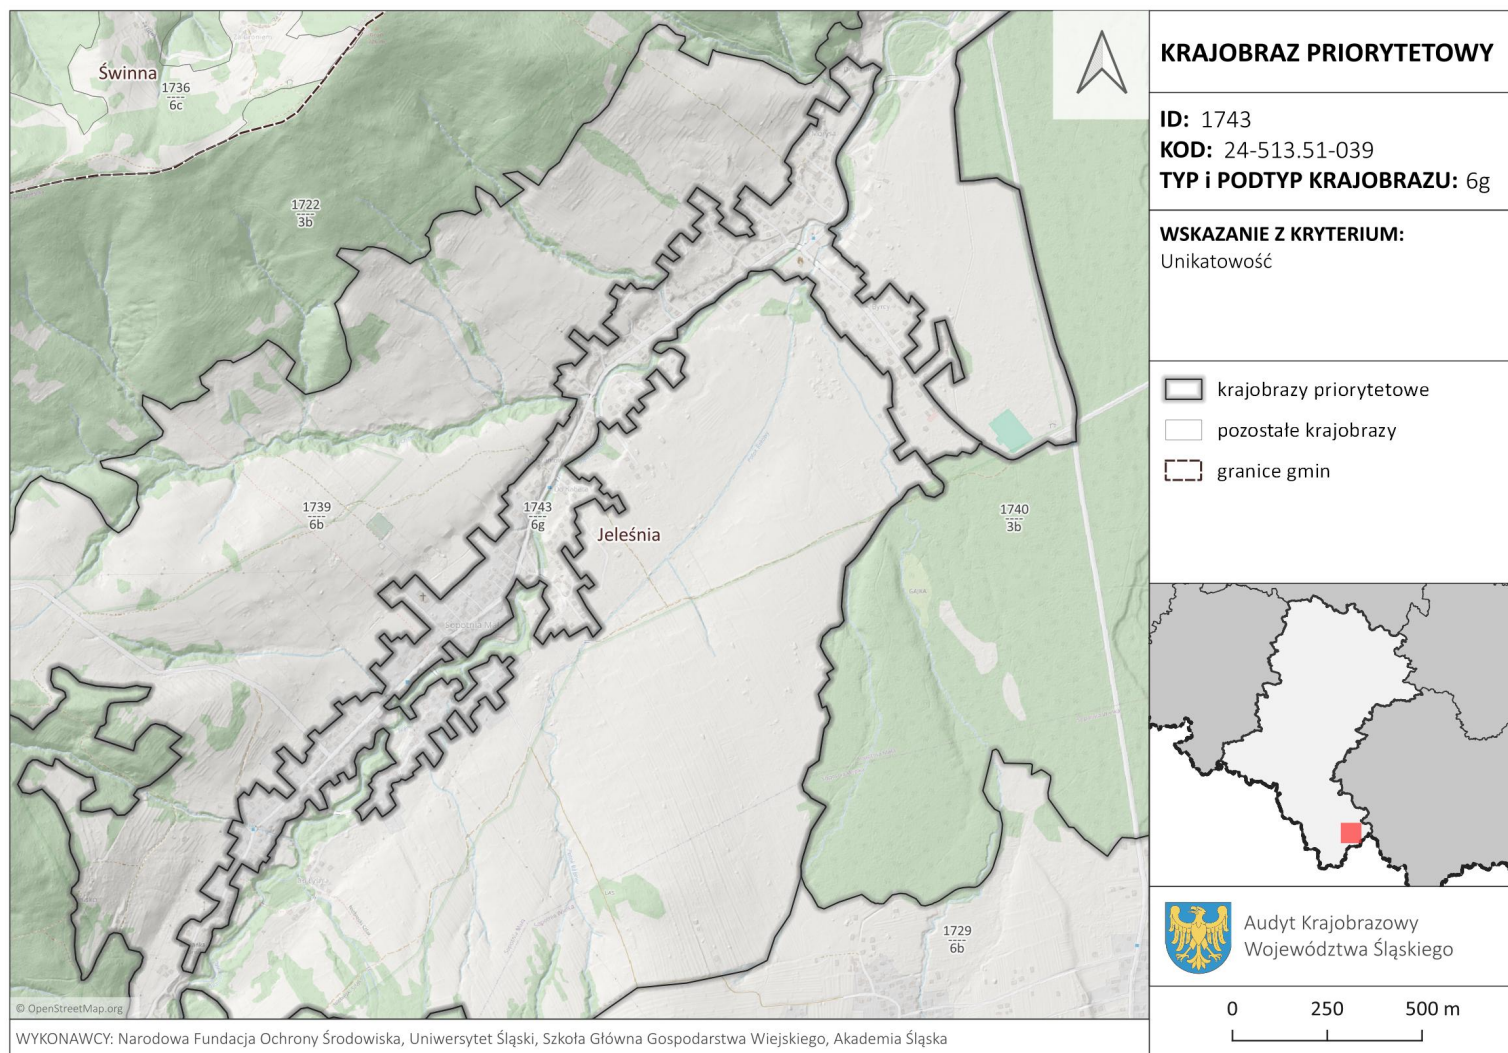 Świnna
1736
6c
1722
3b
1739
6b
1743
6g
Jeleśnia
1740
3b
1729
6b
© OpenStreetMap.org
KRAJOBRAZ PRIORYTETOWY
ID: 1743
KOD: 24-513.51-039
TYP i PODTYP KRAJOBRAZU: 6g
WSKAZANIE Z KRYTERIUM:
Unikatowość
krajobrazy priorytetowe
pozostałe krajobrazy
granice gmin
Audyt Krajobrazowy
Województwa Śląskiego
0 250 500 m
WYKONAWCY: Narodowa Fundacja Ochrony Środowiska, Uniwersytet Śląski, Szkoła Główna Gospodarstwa Wiejskiego, Akademia Śląska